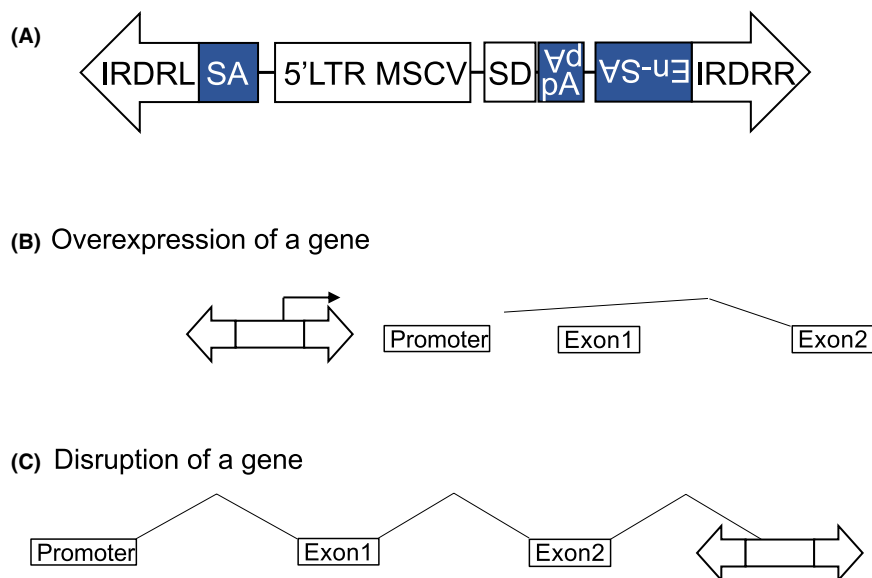 (A)
IRDRL SA 5'LTR MSCV SD pA pA En-SA IRDRR
(B) Overexpression of a gene
Promoter Exon1 Exon2
(C) Disruption of a gene
Promoter Exon1 Exon2